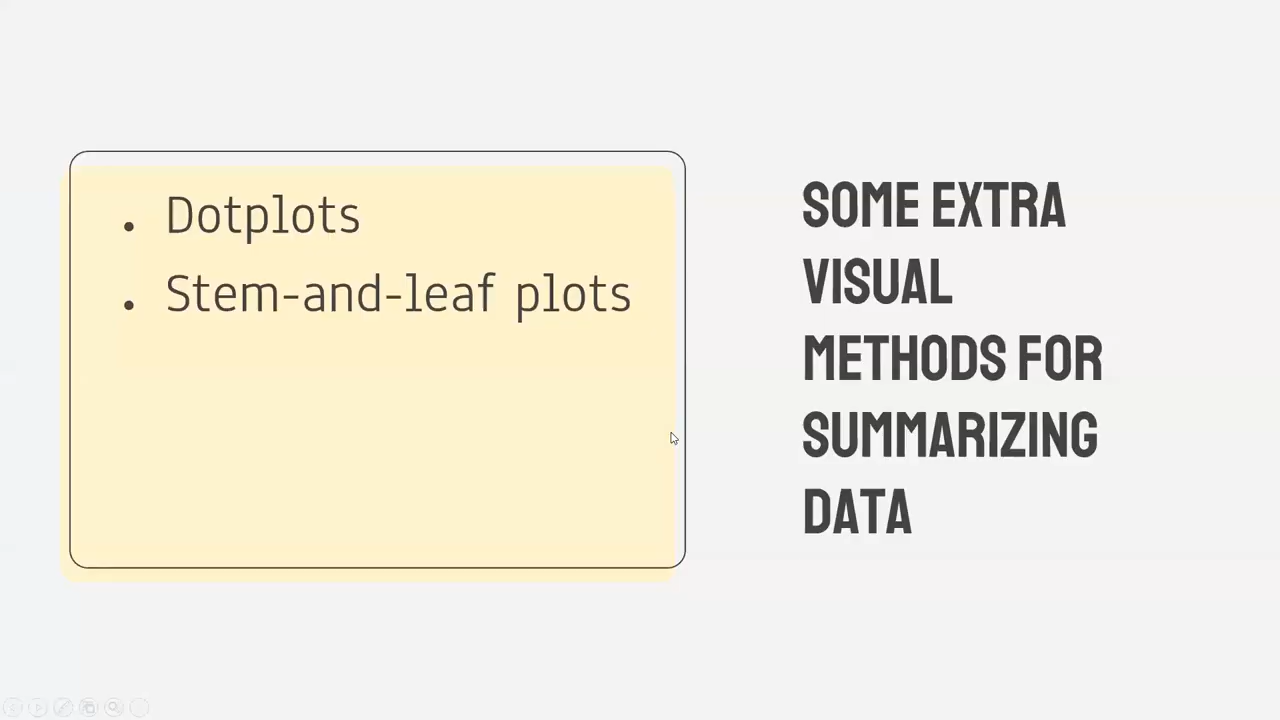 • Dotplots
• Stem-and-leaf plots
SOME EXTRA
VISUAL
METHODS FOR
SUMMARIZING
DATA